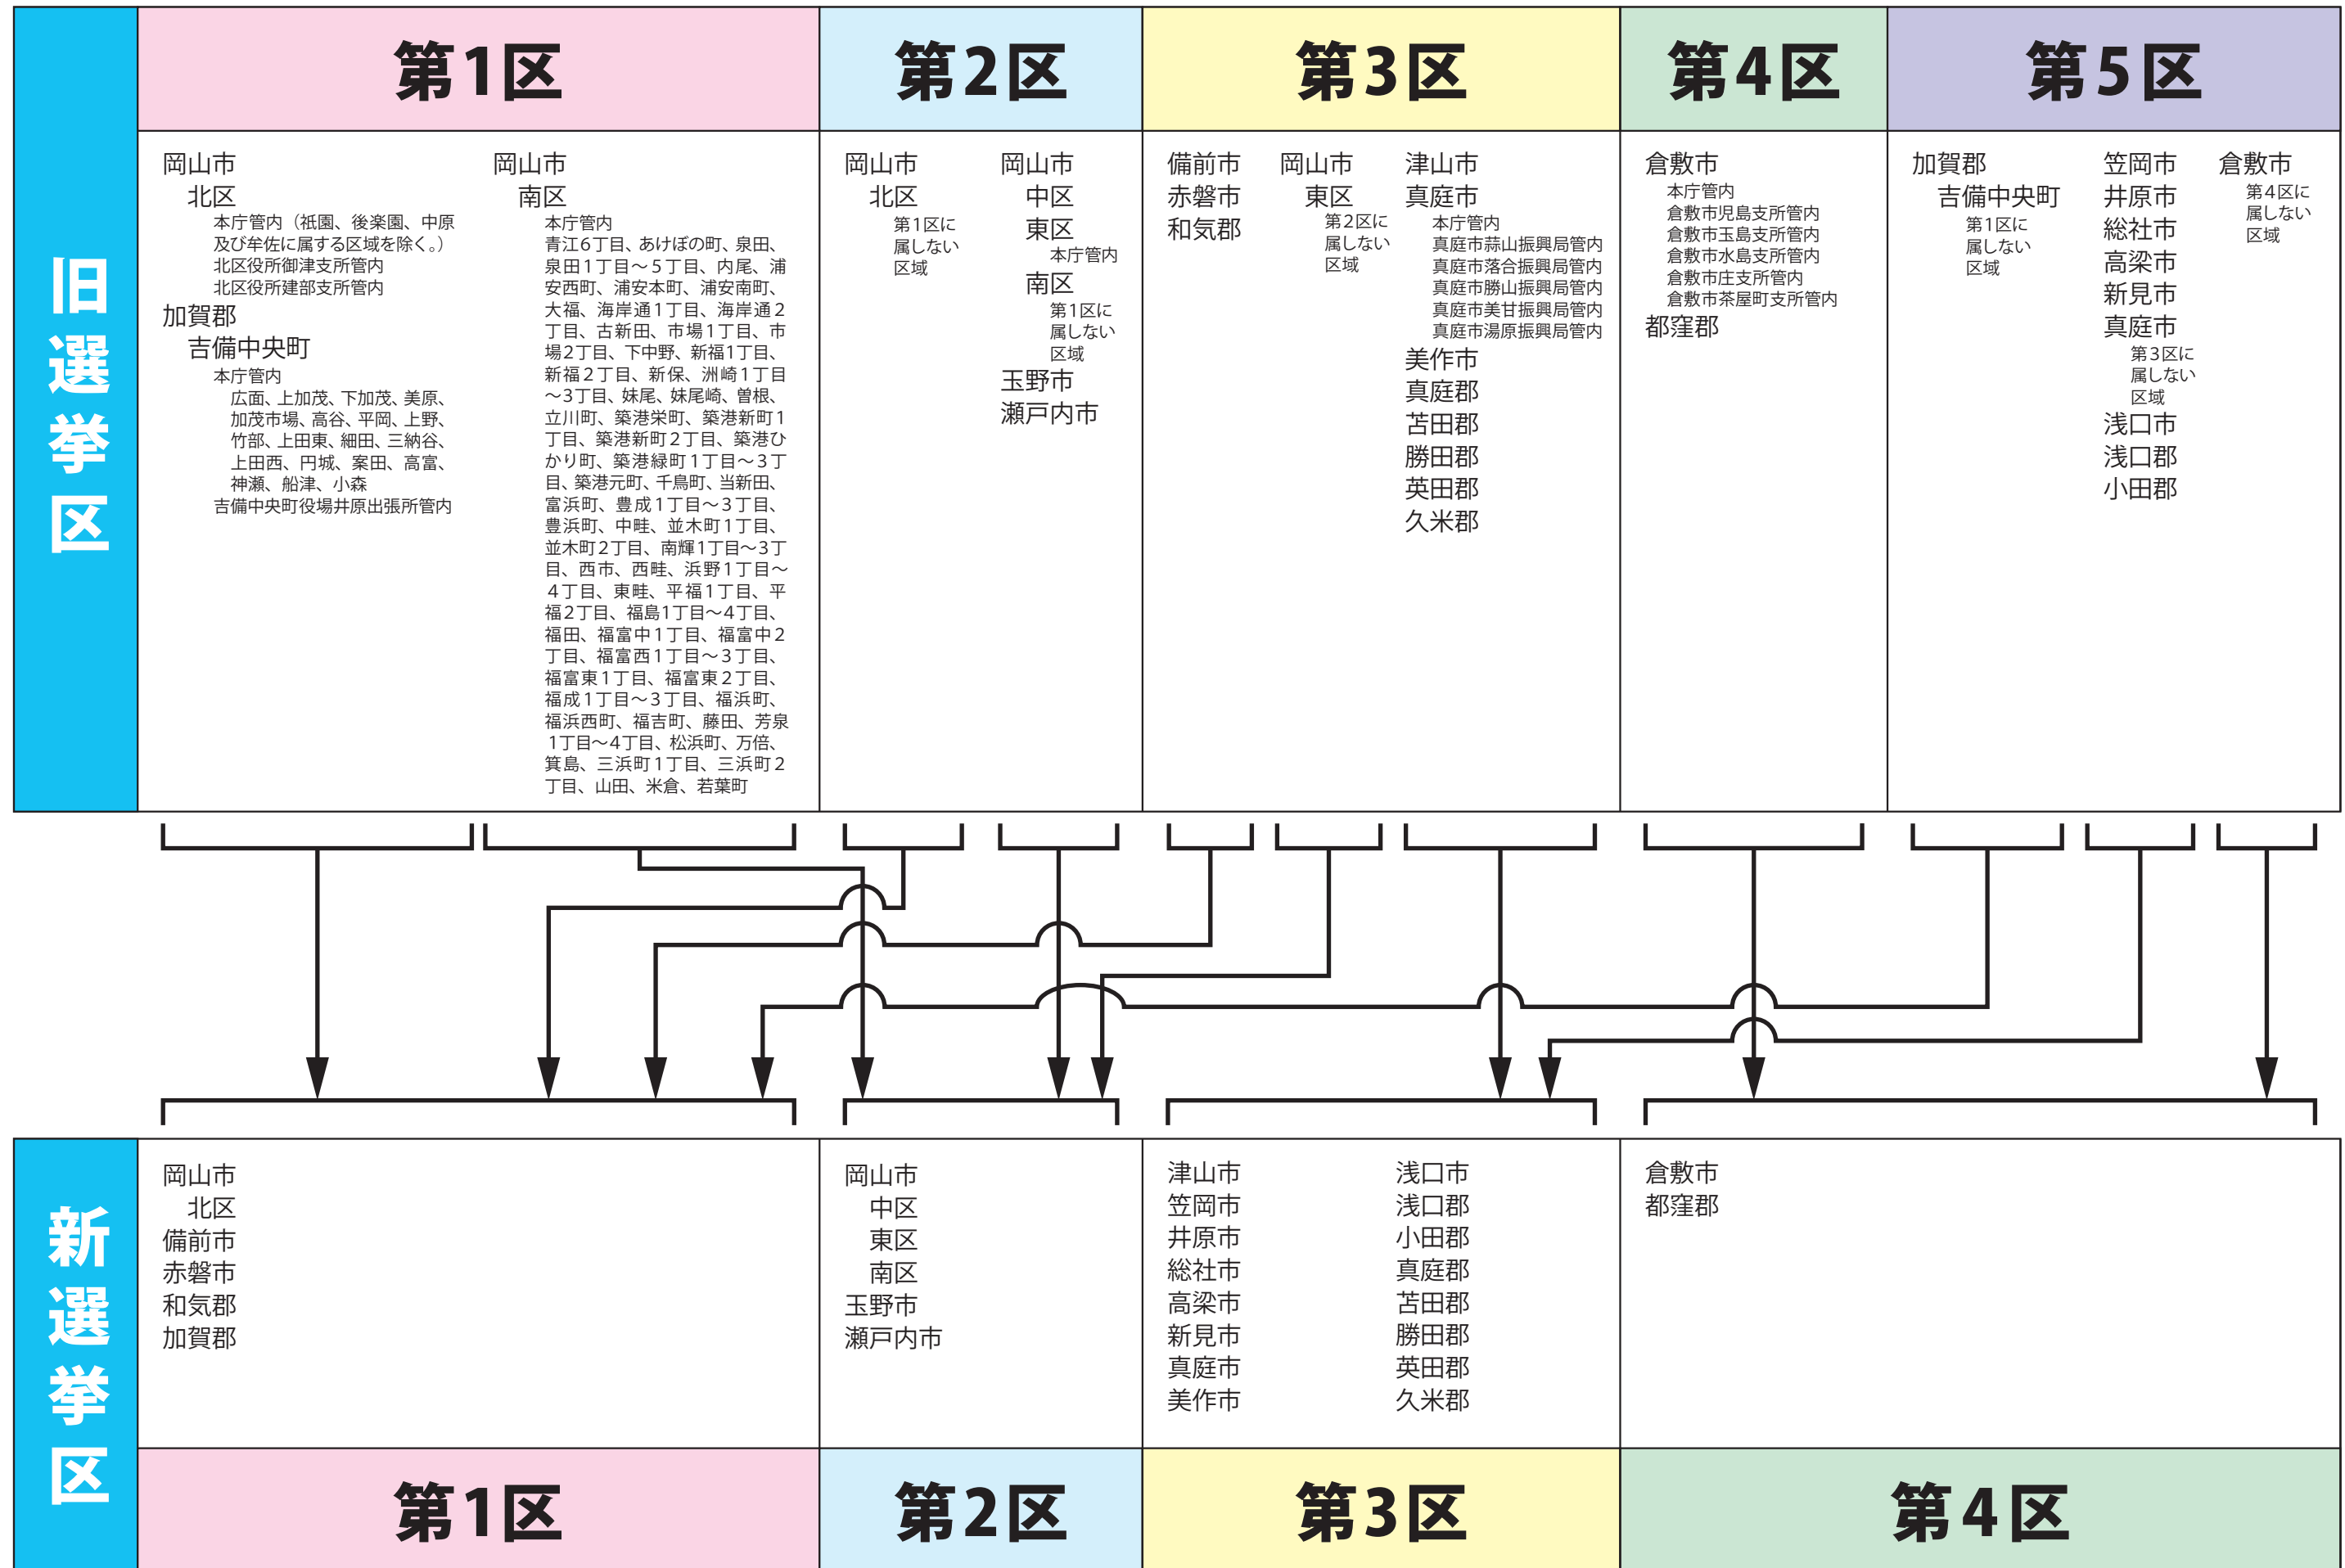 旧選挙区
第1区
岡山市
北区
本庁管内（祇園、後楽園、中原
及び牟佐に属する区域を除く。）
北区役所御津支所管内
北区役所建部支所管内
加賀郡
吉備中央町
本庁管内
広面、上加茂、下加茂、美原、
加茂市場、高谷、平岡、上野、
竹部、上田東、細田、三納谷、
上田西、円城、案田、高富、
神瀬、船津、小森
吉備中央町役場井原出張所管内
岡山市
南区
本庁管内
青江６丁目、あけぼの町、泉田、
泉田１丁目～５丁目、内尾、浦
安西町、浦安本町、浦安南町、
大福、海岸通１丁目、海岸通２
丁目、古新田、市場１丁目、市
場２丁目、下中野、新福１丁目、
新福２丁目、新保、洲崎１丁目
～３丁目、妹尾、妹尾崎、曽根、
立川町、築港栄町、築港新町１
丁目、築港新町２丁目、築港ひ
かり町、築港緑町１丁目～３丁
目、築港元町、千鳥町、当新田、
富浜町、豊成１丁目～３丁目、
豊浜町、中畦、並木町１丁目、
並木町２丁目、南輝１丁目～３丁
目、西市、西畦、浜野１丁目～
４丁目、東畦、平福１丁目、平
福２丁目、福島１丁目～４丁目、
福田、福富中１丁目、福富中２
丁目、福富西１丁目～３丁目、
福富東１丁目、福富東２丁目、
福成１丁目～３丁目、福浜町、
福浜西町、福吉町、藤田、芳泉
１丁目～４丁目、松浜町、万倍、
箕島、三浜町１丁目、三浜町２
丁目、山田、米倉、若葉町
第2区
岡山市
北区
第１区に
属しない
区域
岡山市
中区
東区
本庁管内
南区
第１区に
属しない
区域
玉野市
瀬戸内市
第3区
備前市
赤磐市
和気郡
岡山市
東区
第２区に
属しない
区域
津山市
真庭市
本庁管内
真庭市蒜山振興局管内
真庭市落合振興局管内
真庭市勝山振興局管内
真庭市美甘振興局管内
真庭市湯原振興局管内
美作市
真庭郡
苫田郡
勝田郡
英田郡
久米郡
第4区
倉敷市
本庁管内
倉敷市児島支所管内
倉敷市玉島支所管内
倉敷市水島支所管内
倉敷市庄支所管内
倉敷市茶屋町支所管内
都窪郡
第5区
加賀郡
吉備中央町
第１区に
属しない
区域
笠岡市
井原市
総社市
高梁市
新見市
真庭市
第３区に
属しない
区域
浅口市
浅口郡
小田郡
倉敷市
第４区に
属しない
区域
新選挙区
岡山市
北区
備前市
赤磐市
和気郡
加賀郡
第1区
岡山市
中区
東区
南区
玉野市
瀬戸内市
第2区
津山市
笠岡市
井原市
総社市
高梁市
新見市
真庭市
美作市
浅口市
浅口郡
小田郡
真庭郡
苫田郡
勝田郡
英田郡
久米郡
第3区
倉敷市
都窪郡
第4区